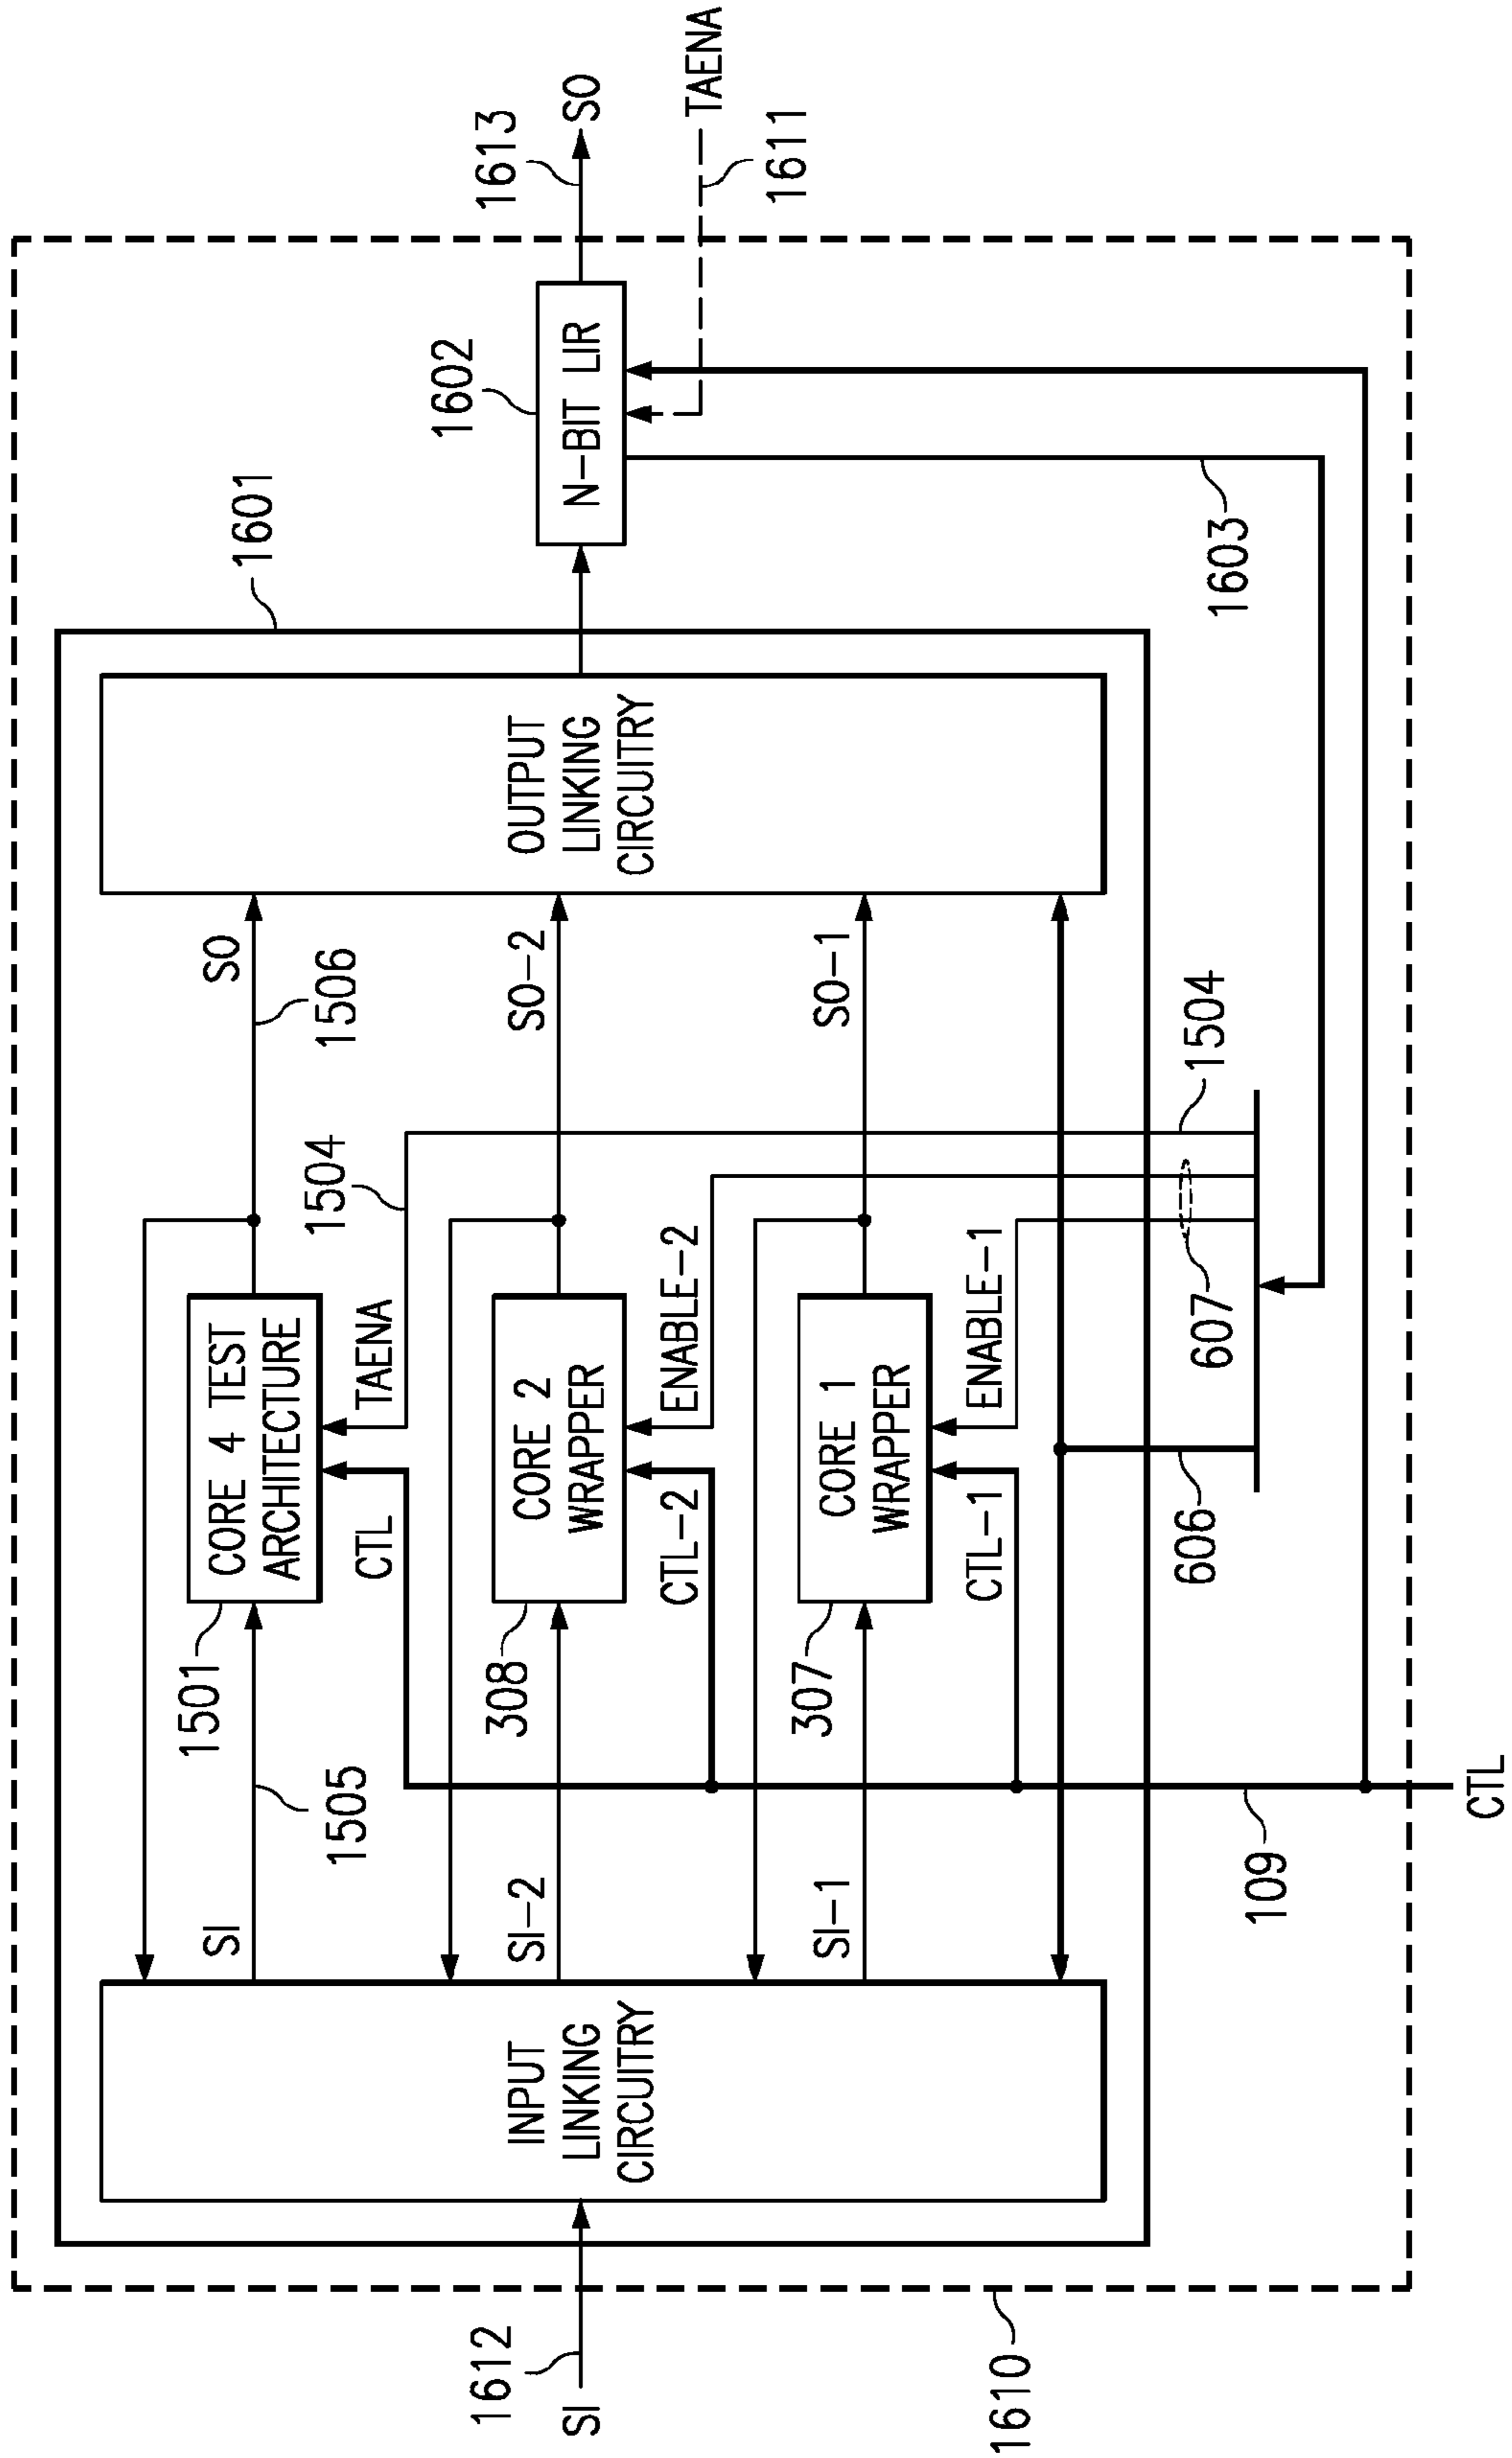 1610
1612
SI
INPUT
LINKING
CIRCUITRY
SI
1505
SI-2
SI-1
109
CTL
1501
CORE 4 TEST
ARCHITECTURE
CTL
TAENA
308
CORE 2
WRAPPER
CTL-2
ENABLE-2
307
CORE 1
WRAPPER
CTL-1
ENABLE-1
606
607
1504
1504
SO
1506
SO-2
SO-1
OUTPUT
LINKING
CIRCUITRY
1601
1602
N-BIT LIR
1603
1613
SO
TAENA
1611